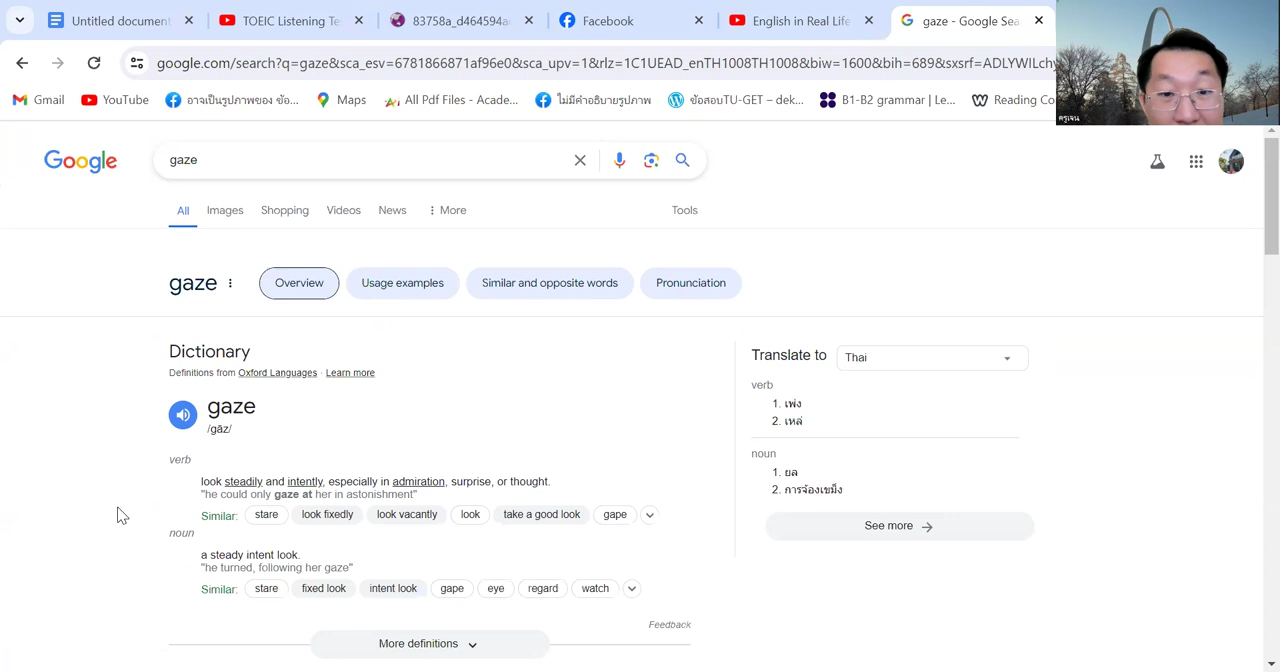 Untitled document
TOEIC Listening Te
83758a_d464594a
Facebook
English in Real Life
gaze - Google Sea
google.com/search?q=gaze&sca_esv=6781866871af96e0&sca_upv=1&rlz=1C1UEAD_enTH1008TH1008&biw=1600&bih=689&sxsrf=ADLYWILchy
Gmail
YouTube
อาจเป็นรูปภาพของ ข้อ...
Maps
All Pdf Files - Acade...
ไม่มีคำอธิบายรูปภาพ
ข้อสอบTU-GET – dek...
B1-B2 grammar | Le...
Reading Co
ครูเจน
Google
gaze
All
Images
Shopping
Videos
News
More
Tools
gaze
Overview
Usage examples
Similar and opposite words
Pronunciation
Dictionary
Definitions from Oxford Languages · Learn more
gaze
/ɡāz/
verb
look steadily and intently, especially in admiration, surprise, or thought.
"he could only gaze at her in astonishment"
Similar: stare look fixedly look vacantly look take a good look gape
noun
a steady intent look.
"he turned, following her gaze"
Similar: stare fixed look intent look gape eye regard watch
Feedback
More definitions
Translate to Thai
verb
1. เพ่ง
2. เหล่
noun
1. ยล
2. การจ้องเขม็ง
See more